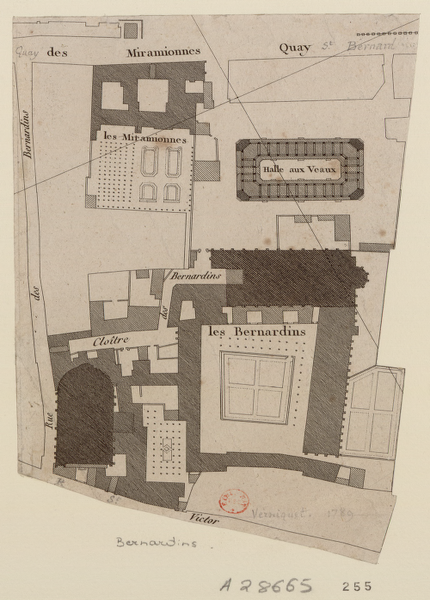 Quay des Miramionnes Quay St Bernard
les Miramionnes
Halle aux Veaux
Rue des Bernardins
Cloître des Bernardins
les Bernardins
R St Victor
Verniquet. 1789
Bernardins.
A 28665 255